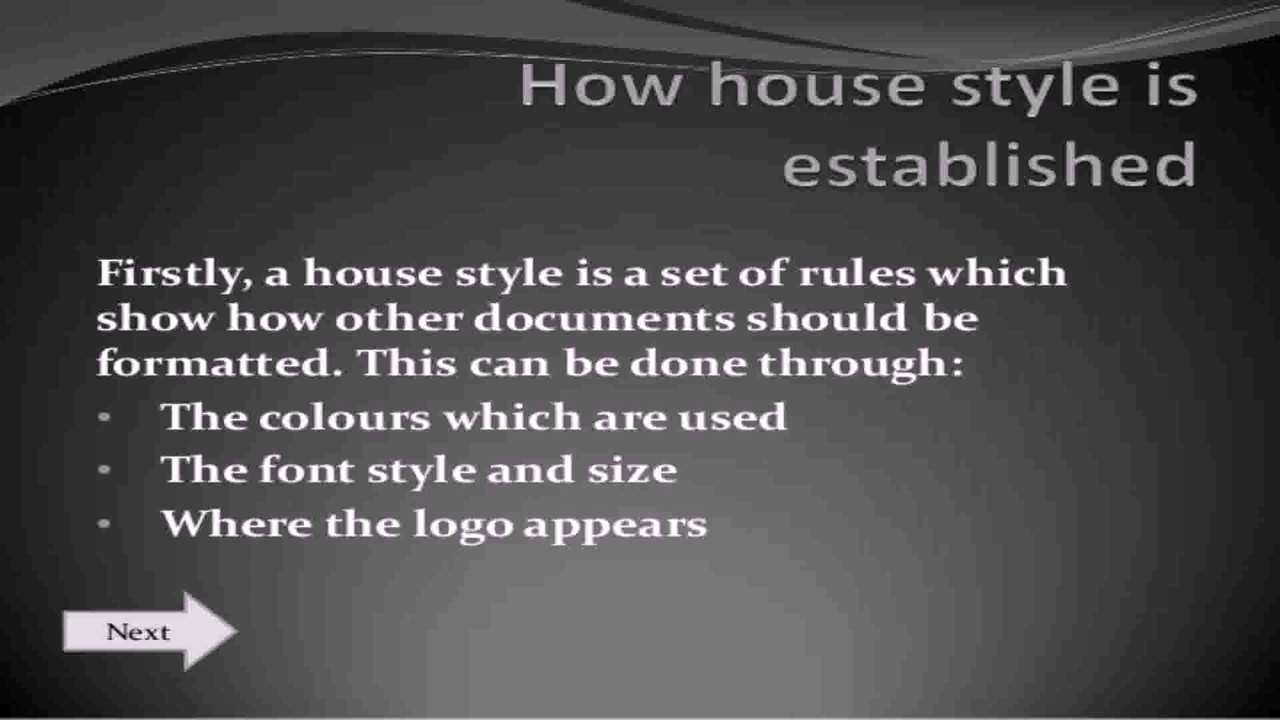 How house style is
established
Firstly, a house style is a set of rules which
show how other documents should be
formatted. This can be done through:
• The colours which are used
• The font style and size
• Where the logo appears
Next